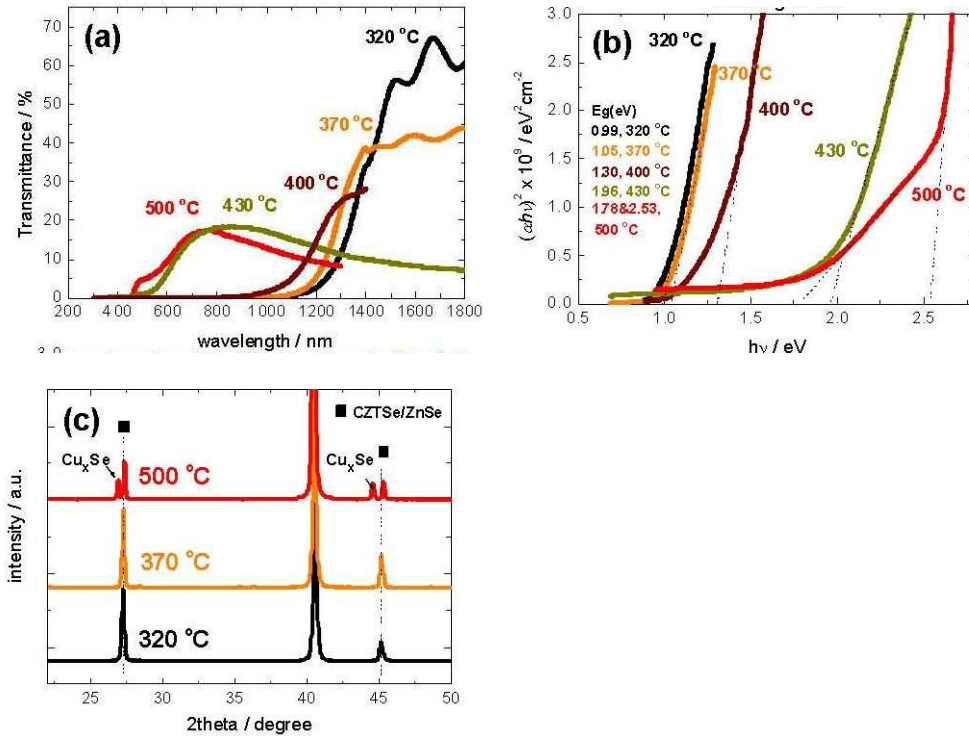 (a)
320 °C
370 °C
400 °C
500 °C
430 °C
70
60
50
40
30
20
10
0
Transmittance / %
200 400 600 800 1000 1200 1400 1600 1800
wavelength / nm
(b)
320 °C
370 °C
400 °C
430 °C
500 °C
Eg(eV)
0.99, 320 °C
1.05, 370 °C
1.30, 400 °C
1.96, 430 °C
1.78&2.53,
500 °C
3.0
2.5
2.0
1.5
1.0
0.5
0.0
(αhν)² x 10⁹ / eV²cm⁻²
0.5 1.0 1.5 2.0 2.5
hν / eV
(c)
■ CZTSe/ZnSe
CuₓSe
CuₓSe
500 °C
370 °C
320 °C
intensity / a.u.
25 30 35 40 45 50
2theta / degree